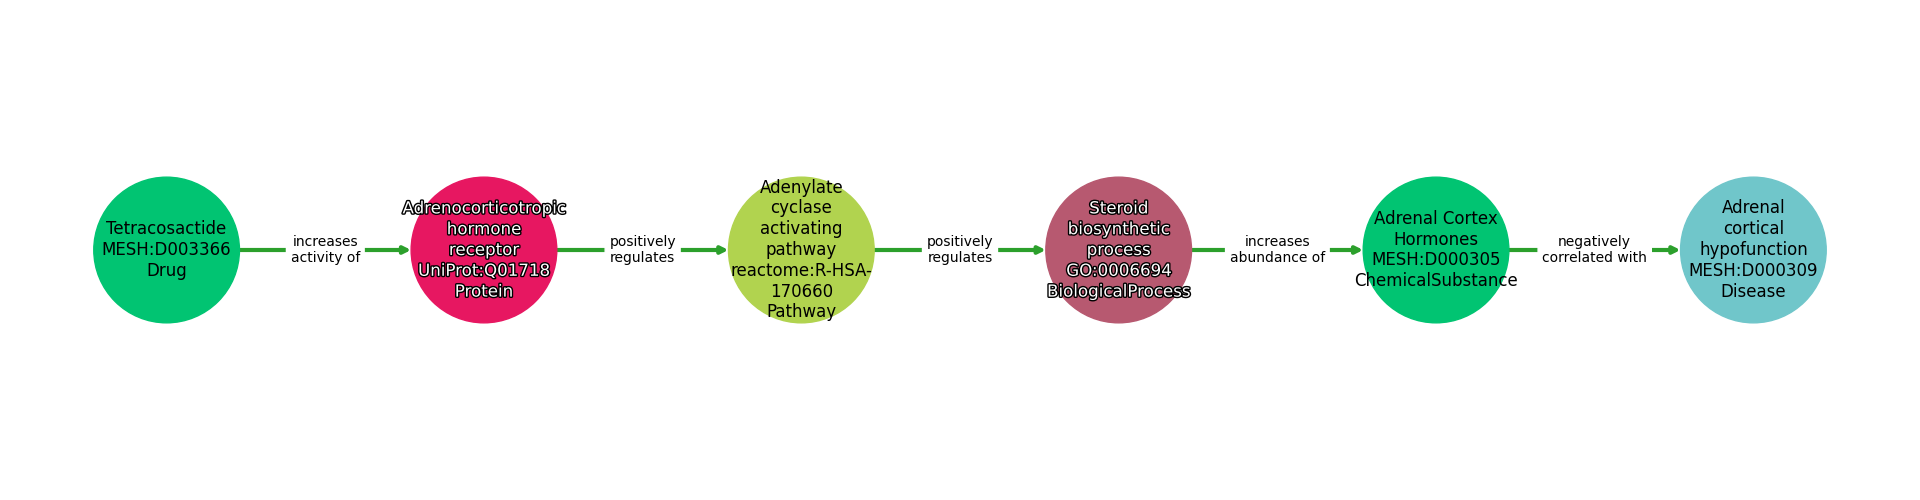 Tetracosactide
MESH:D003366
Drug
increases
activity of
Adrenocorticotropic
hormone
receptor
UniProt:Q01718
Protein
positively
regulates
Adenylate
cyclase
activating
pathway
reactome:R-HSA-
170660
Pathway
positively
regulates
Steroid
biosynthetic
process
GO:0006694
BiologicalProcess
increases
abundance of
Adrenal Cortex
Hormones
MESH:D000305
ChemicalSubstance
negatively
correlated with
Adrenal
cortical
hypofunction
MESH:D000309
Disease